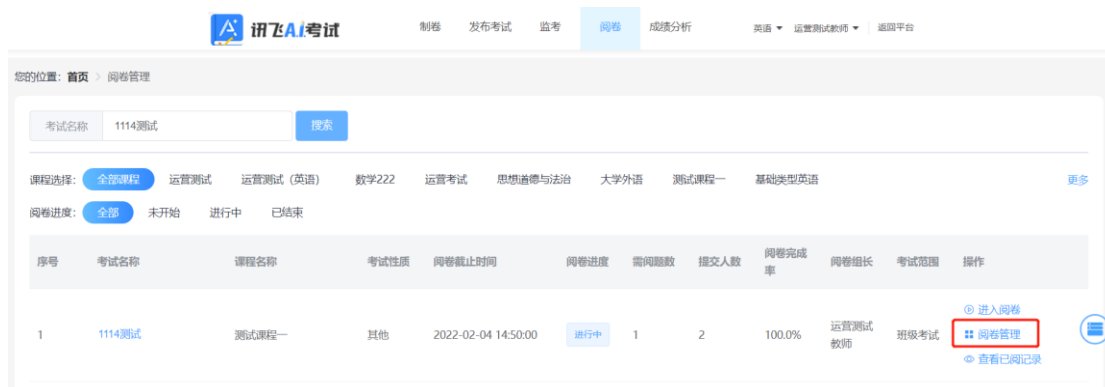 讯飞A.I.考试 制卷 发布考试 监考 阅卷 成绩分析 英语 运营测试教师 返回平台
您的位置：首页 > 阅卷管理
考试名称 1114测试 搜索
课程选择： 全部课程 运营测试 运营测试（英语） 数学222 运营考试 思想道德与法治 大学外语 测试课程一 基础类型英语 更多
阅卷进度： 全部 未开始 进行中 已结束
序号 考试名称 课程名称 考试性质 阅卷截止时间 阅卷进度 需阅题数 提交人数 阅卷完成率 阅卷组长 考试范围 操作
进入阅卷
1 1114测试 测试课程一 其他 2022-02-04 14:50:00 进行中 1 2 100.0% 运营测试教师 班级考试 阅卷管理
查看已阅记录